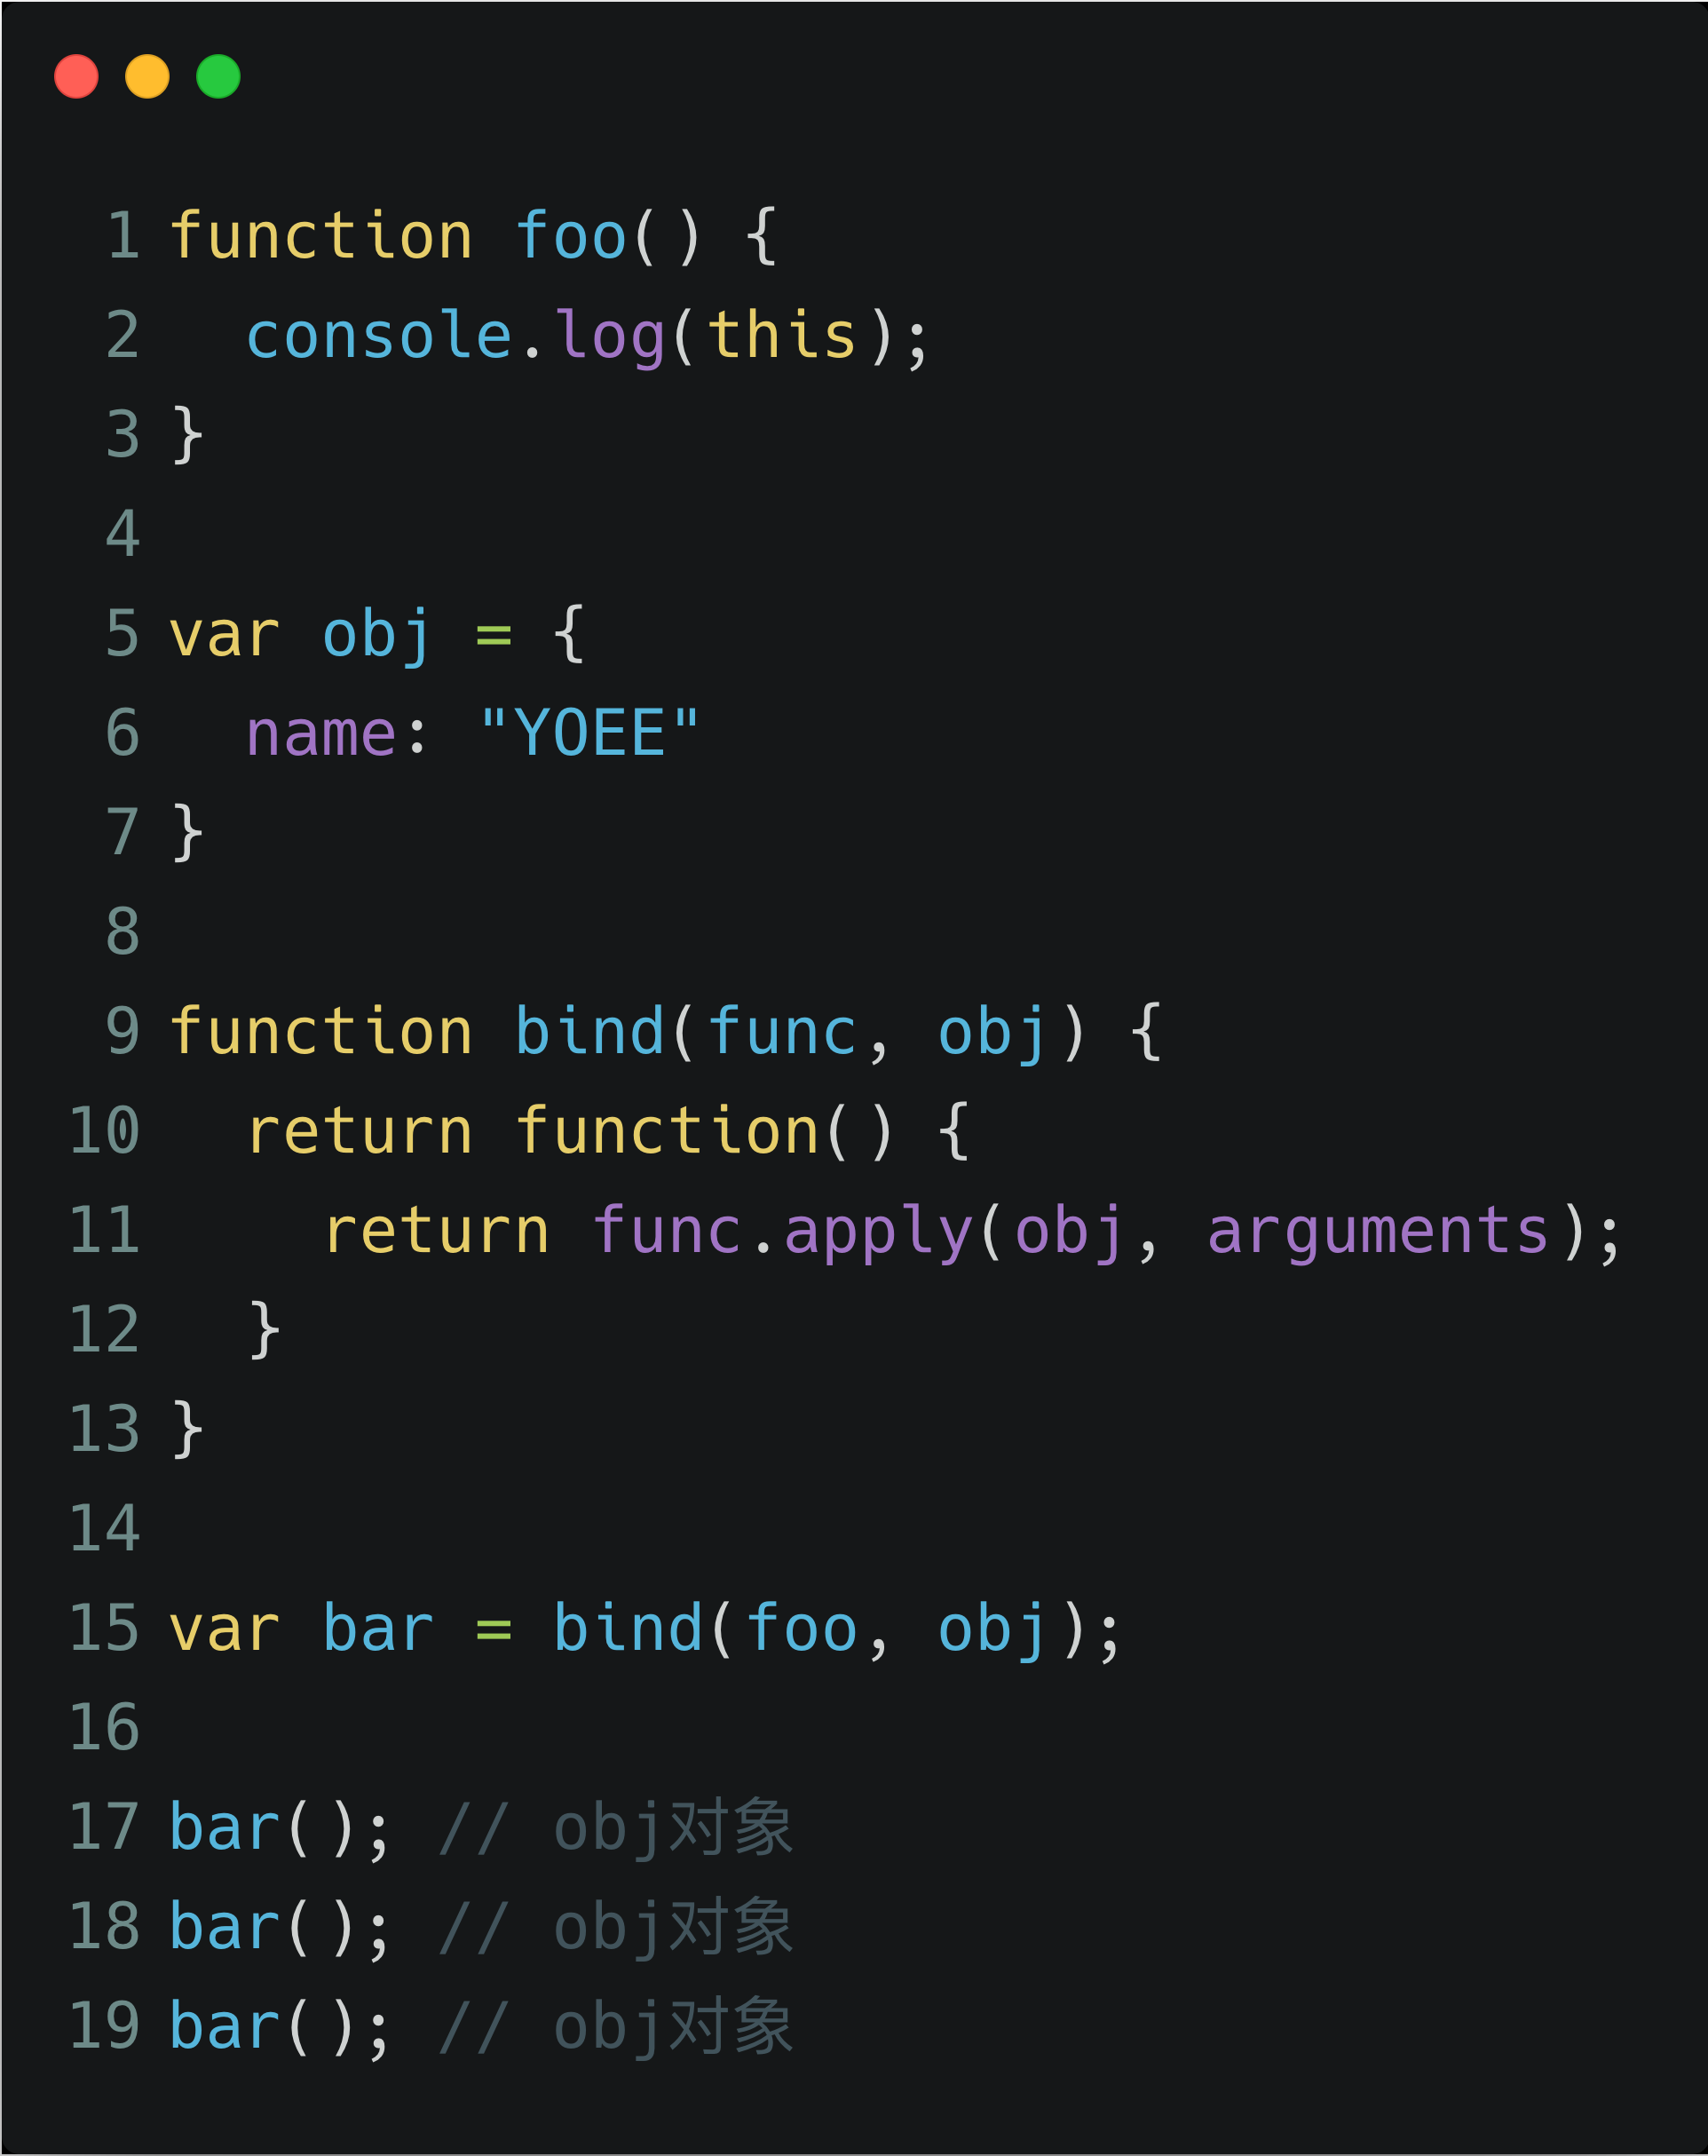 1 function foo() {
2   console.log(this);
3 }
4
5 var obj = {
6   name: "YOEE"
7 }
8
9 function bind(func, obj) {
10   return function() {
11     return func.apply(obj, arguments);
12   }
13 }
14
15 var bar = bind(foo, obj);
16
17 bar(); // obj对象
18 bar(); // obj对象
19 bar(); // obj对象